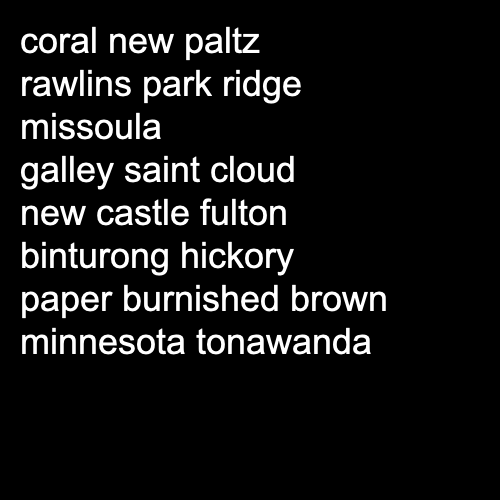 coral new paltz
rawlins park ridge
missoula
galley saint cloud
new castle fulton
binturong hickory
paper burnished brown
minnesota tonawanda